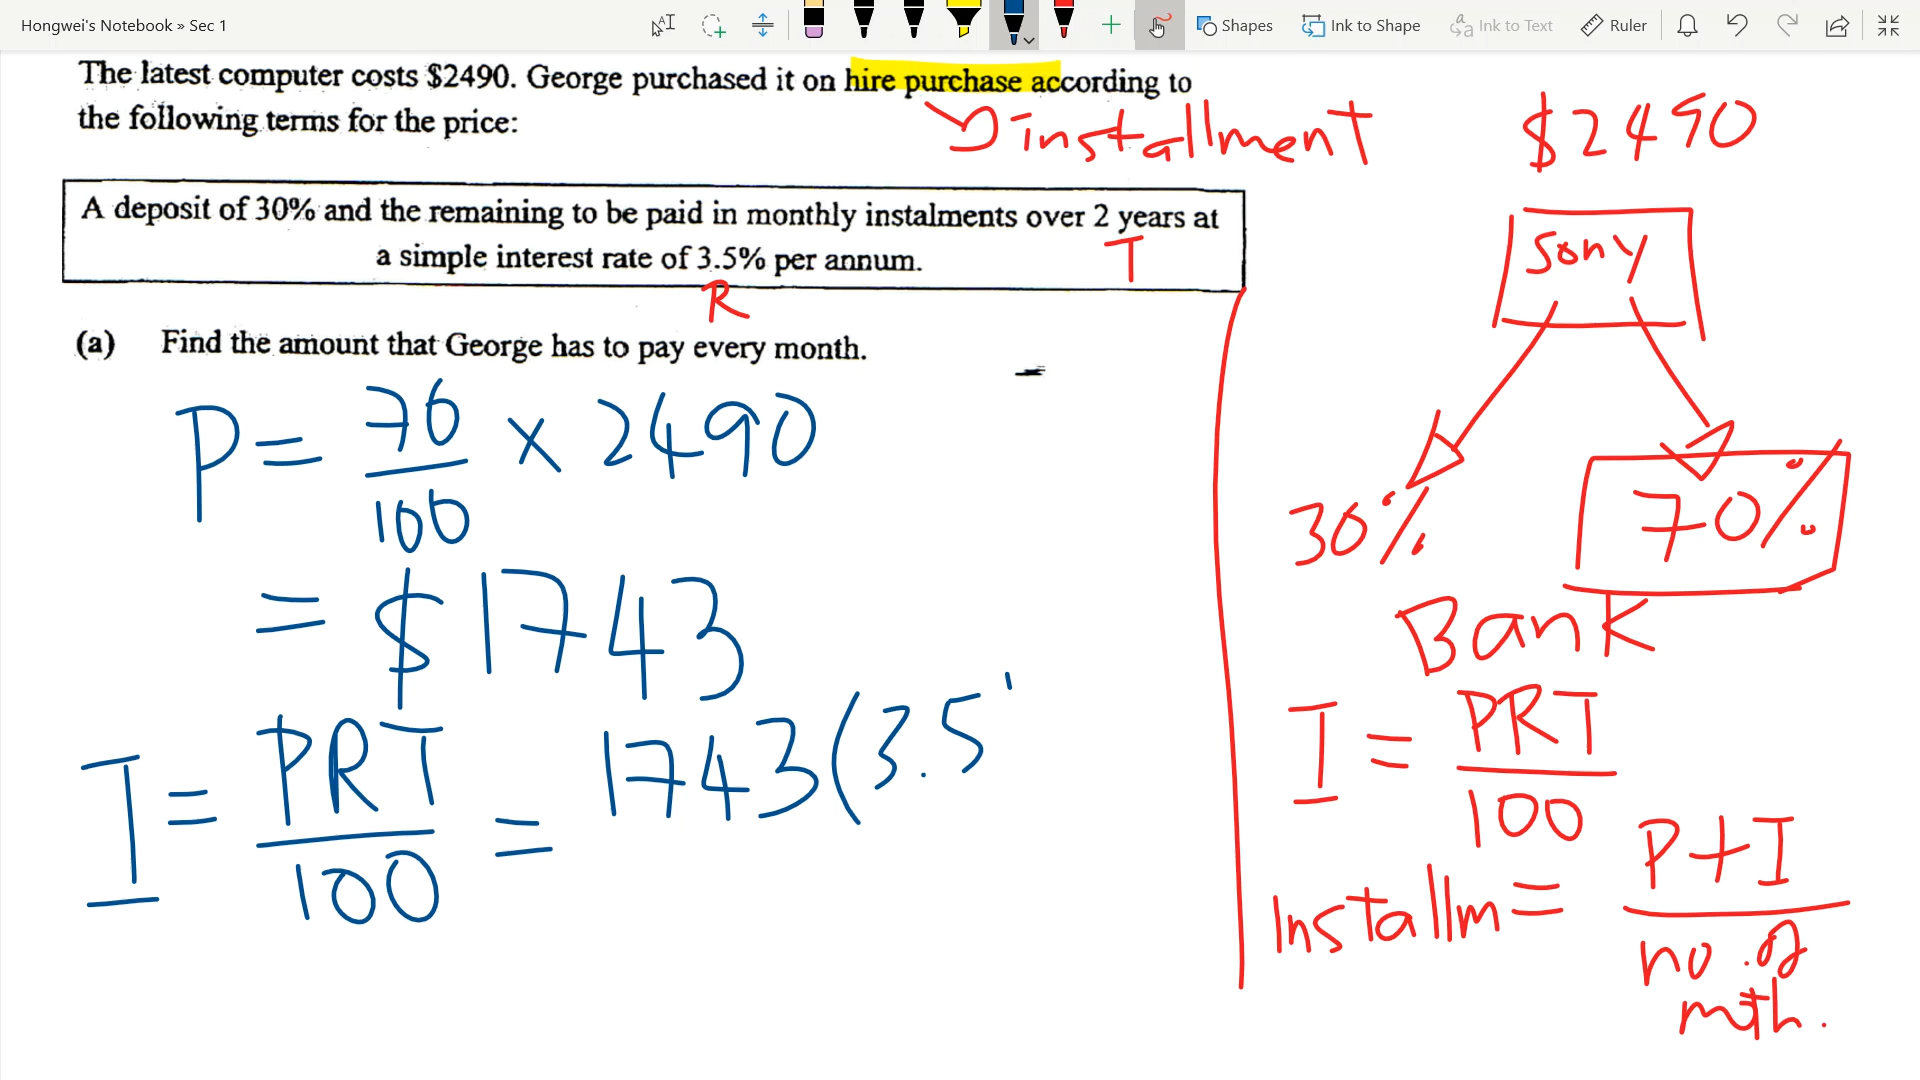 Hongwei's Notebook » Sec 1
Shapes
Ink to Shape
Ink to Text
Ruler
The latest computer costs $2490. George purchased it on hire purchase according to
the following terms for the price:
installment
$2490
A deposit of 30% and the remaining to be paid in monthly instalments over 2 years at
a simple interest rate of 3.5% per annum.
T
R
Sony
(a) Find the amount that George has to pay every month.
P = 70/100 × 2490
30%
70%
= $1743
Bank
I = PRT/100 = 1743(3.5
I = PRT/100
Installm = P+I/no. of mth.